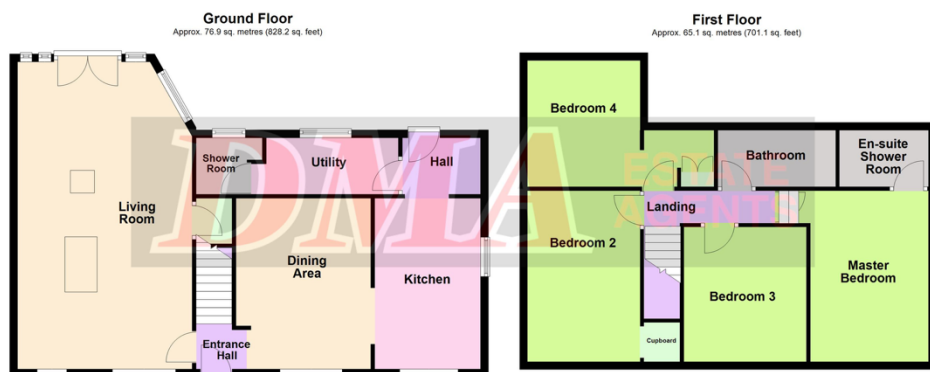 Ground Floor
Approx. 76.9 sq. metres (828.2 sq. feet)
First Floor
Approx. 65.1 sq. metres (701.1 sq. feet)
Living
Room
Shower
Room
Utility
Hall
Dining
Area
Kitchen
Entrance
Hall
Bedroom 4
Bathroom
En-suite
Shower
Room
Landing
Bedroom 2
Bedroom 3
Master
Bedroom
Cupboard
DMA
ESTATE
AGENTS